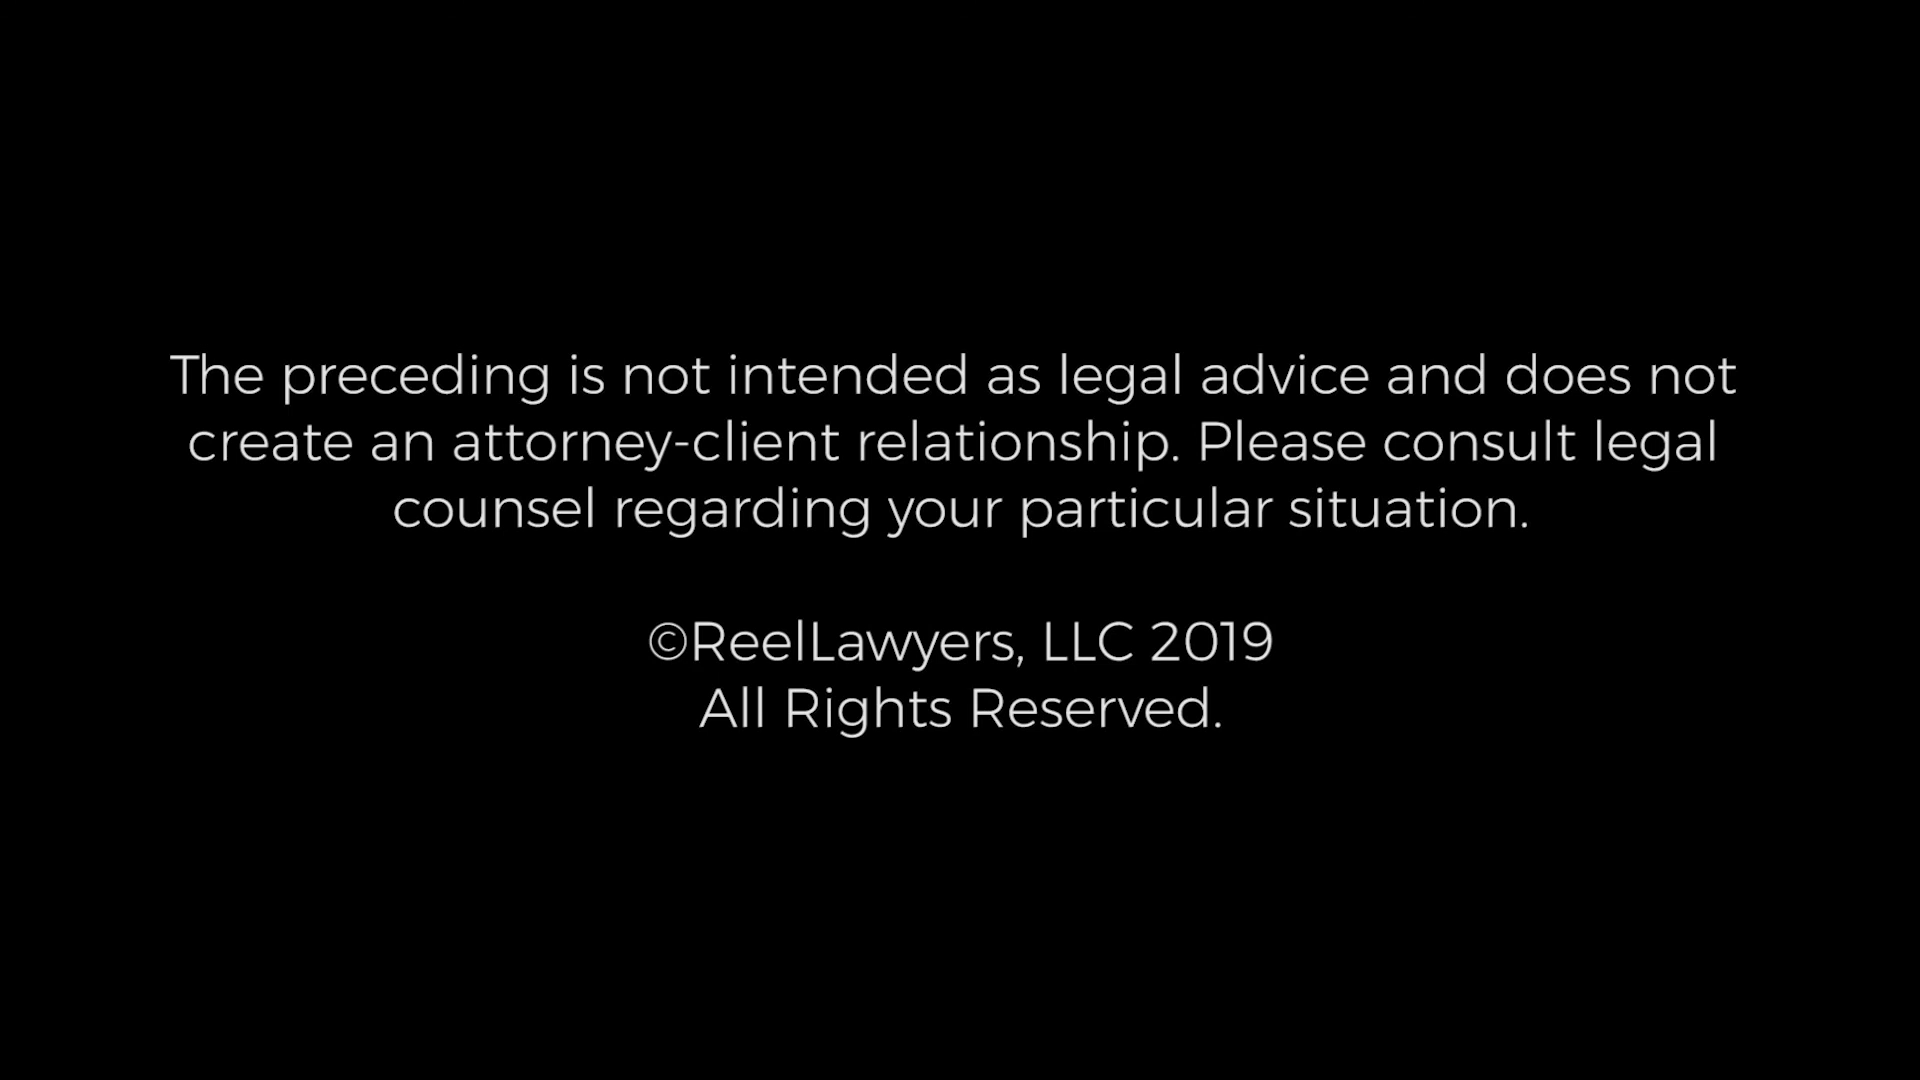 The preceding is not intended as legal advice and does not
create an attorney-client relationship. Please consult legal
counsel regarding your particular situation.
©ReelLawyers, LLC 2019
All Rights Reserved.